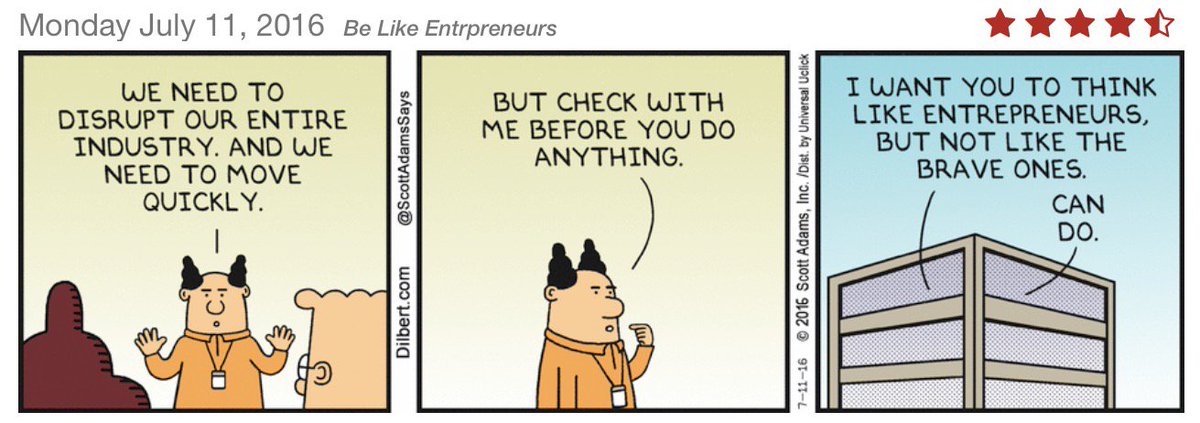 Monday July 11, 2016 Be Like Entrpreneurs
WE NEED TO
DISRUPT OUR ENTIRE
INDUSTRY. AND WE
NEED TO MOVE
QUICKLY.
Dilbert.com @ScottAdamsSays
BUT CHECK WITH
ME BEFORE YOU DO
ANYTHING.
7-11-16 © 2016 Scott Adams, Inc. /Dist. by Universal Uclick
I WANT YOU TO THINK
LIKE ENTREPRENEURS,
BUT NOT LIKE THE
BRAVE ONES.
CAN
DO.